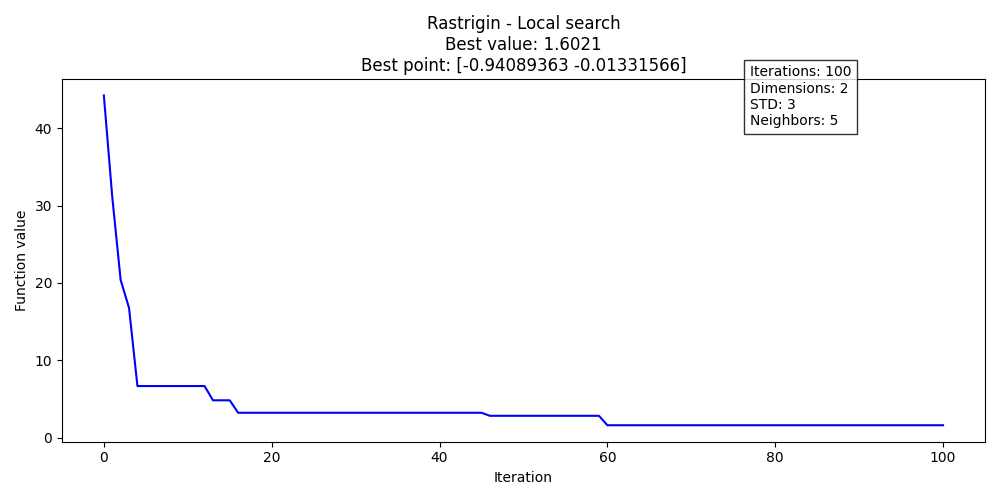 Rastrigin - Local search
Best value: 1.6021
Best point: [-0.94089363 -0.01331566]
Iterations: 100
Dimensions: 2
STD: 3
Neighbors: 5
Function value
40
30
20
10
0
0 20 40 60 80 100
Iteration